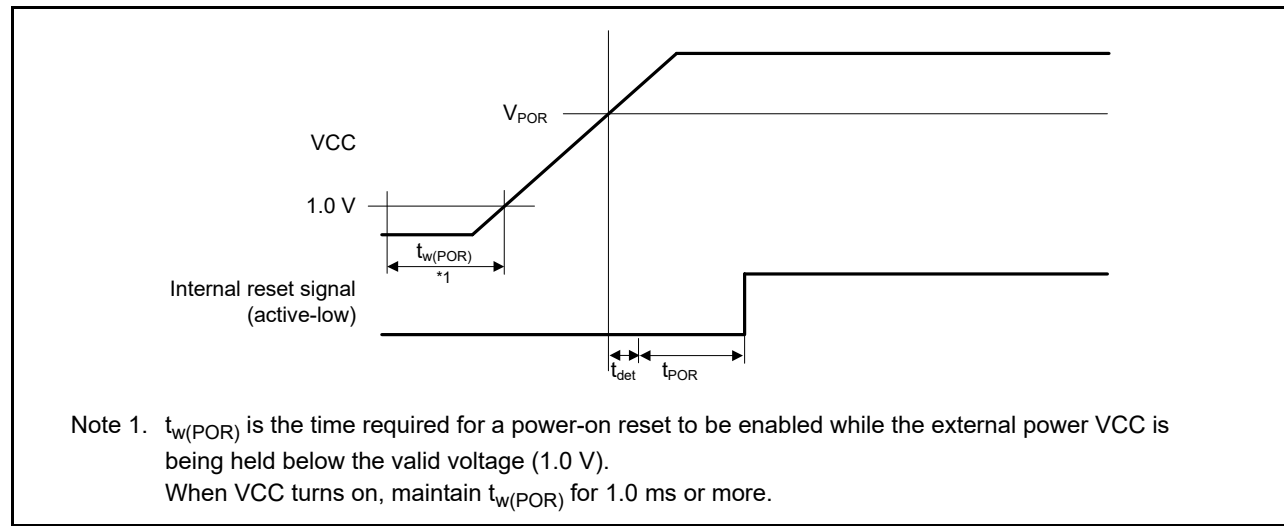 V_POR
VCC
1.0 V
t_w(POR)
*1
Internal reset signal
(active-low)
t_det
t_POR
Note 1. t_w(POR) is the time required for a power-on reset to be enabled while the external power VCC is
being held below the valid voltage (1.0 V).
When VCC turns on, maintain t_w(POR) for 1.0 ms or more.